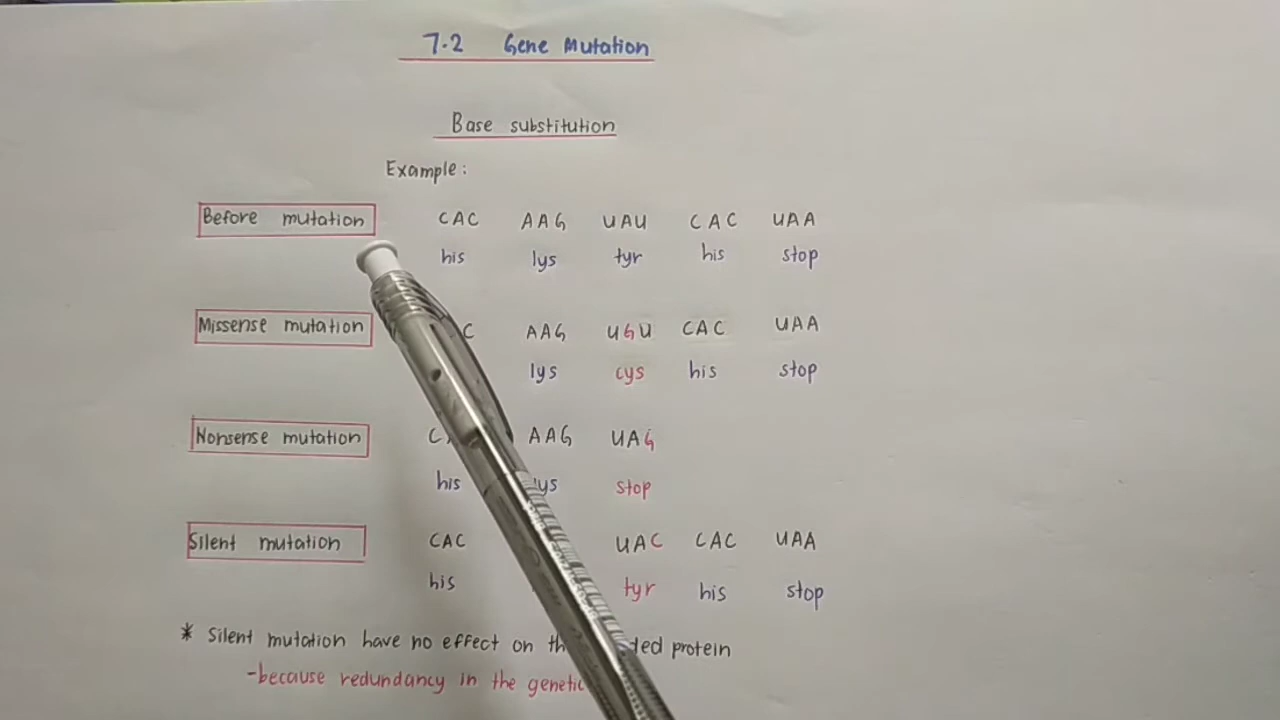 7.2 Gene Mutation
Base substitution
Example:
Before mutation CAC AAG UAU CAC UAA
his lys tyr his stop
Missense mutation C AAG UGU CAC UAA
lys cys his stop
Nonsense mutation AAG UAG
his stop
Silent mutation CAC UAC CAC UAA
his tyr his stop
* Silent mutation have no effect on protein
-because redundancy in the genetic